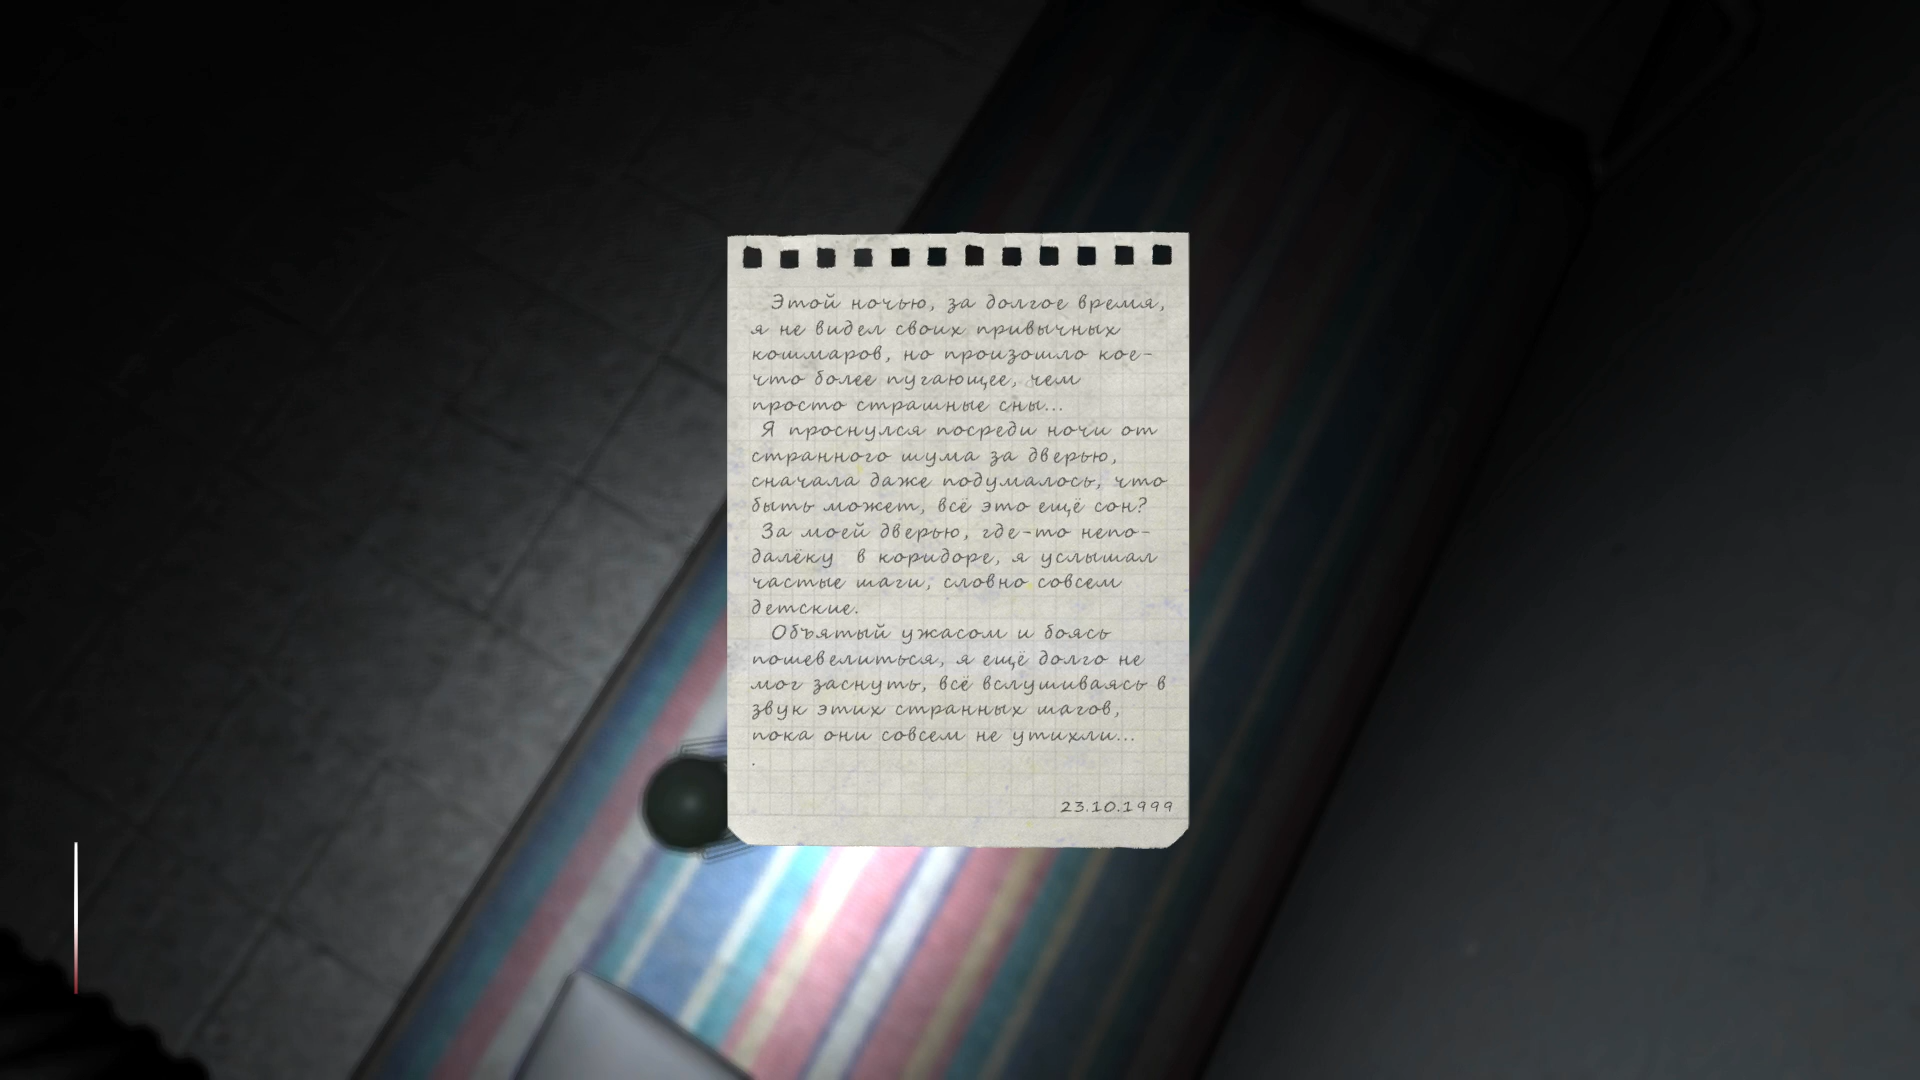 Этой ночью, за долгое время,
я не видел своих привычных
кошмаров, но произошло кое-
что более пугающее, чем
просто страшные сны...
Я проснулся посреди ночи от
странного шума за дверью,
сначала даже подумалось, что
быть может, всё это ещё сон?
За моей дверью, где-то непо-
далёку в коридоре, я услышал
частые шаги, словно совсем
детские.
Объятый ужасом и боясь
пошевелиться, я ещё долго не
мог заснуть, всё вслушиваясь в
звук этих странных шагов,
пока они совсем не утихли...
.
23.10.1999